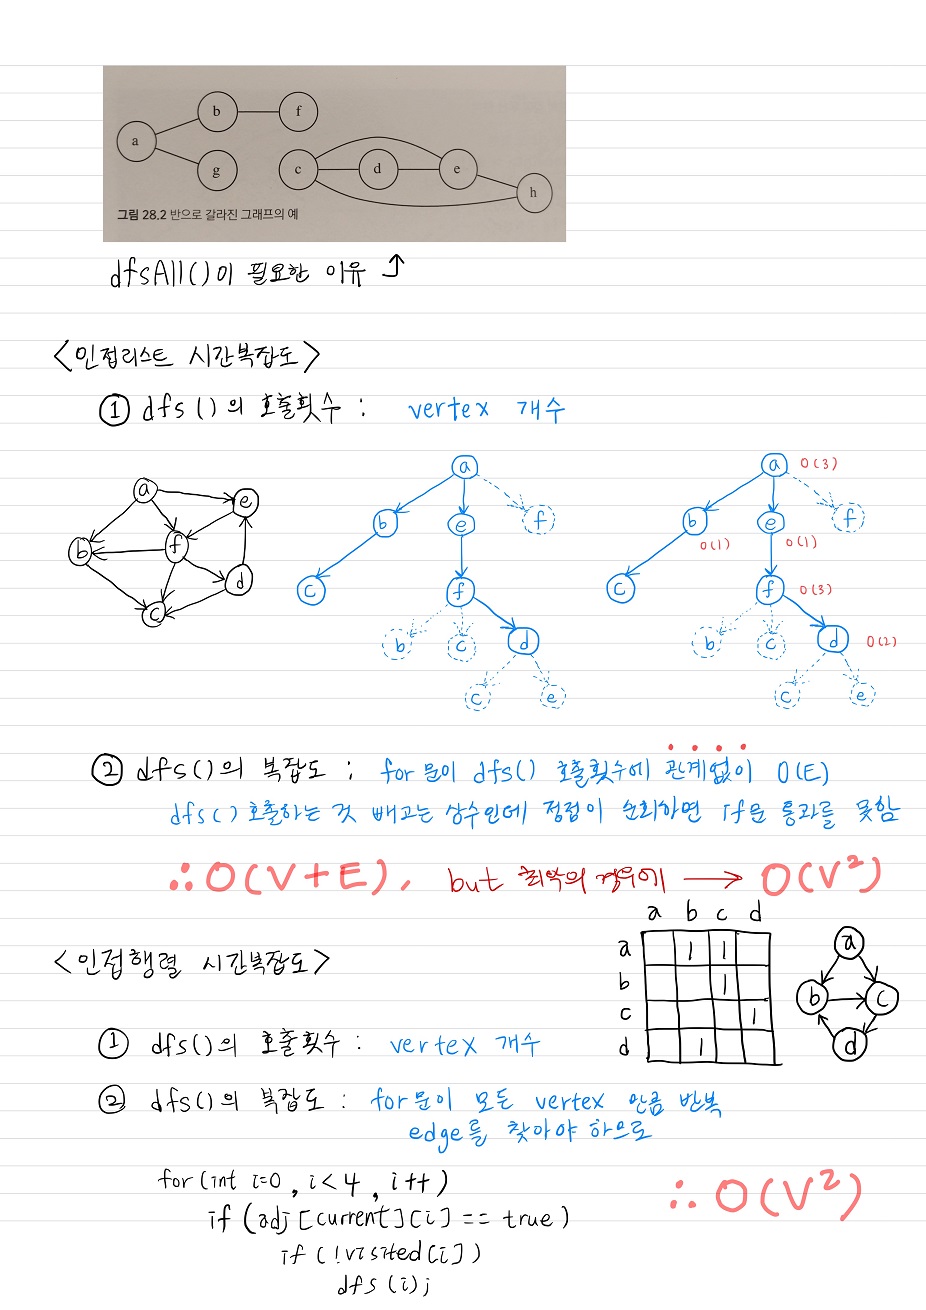 b f
a
g c d e
h
그림 28.2 반으로 갈라진 그래프의 예
dfsAll()이 필요한 이유 ↑
<인접리스트 시간복잡도>
① dfs()의 호출횟수 : vertex 개수
a
e
b f
d
c
a
b e f
c f
b c d
c e
a O(3)
b e f
O(1) O(1)
c f O(3)
b c d O(2)
c e
② dfs()의 복잡도 : for문이 dfs() 호출횟수에 관계없이 O(E)
dfs() 호출하는 것 빼고는 상수인데 정점이 순회하면 if문 통과를 못함
∴ O(V+E), but 최악의 경우에 → O(V²)
<인접행렬 시간복잡도>
a b c d
a 1 1
b 1
c 1
d 1
a
b c
d
① dfs()의 호출횟수 : vertex 개수
② dfs()의 복잡도 : for문이 모든 vertex 만큼 반복
edge를 찾아야 하므로
for(int i=0, i<4, i++)
if (adj[current][i] == true)
if (!visited[i])
dfs(i);
∴ O(V²)